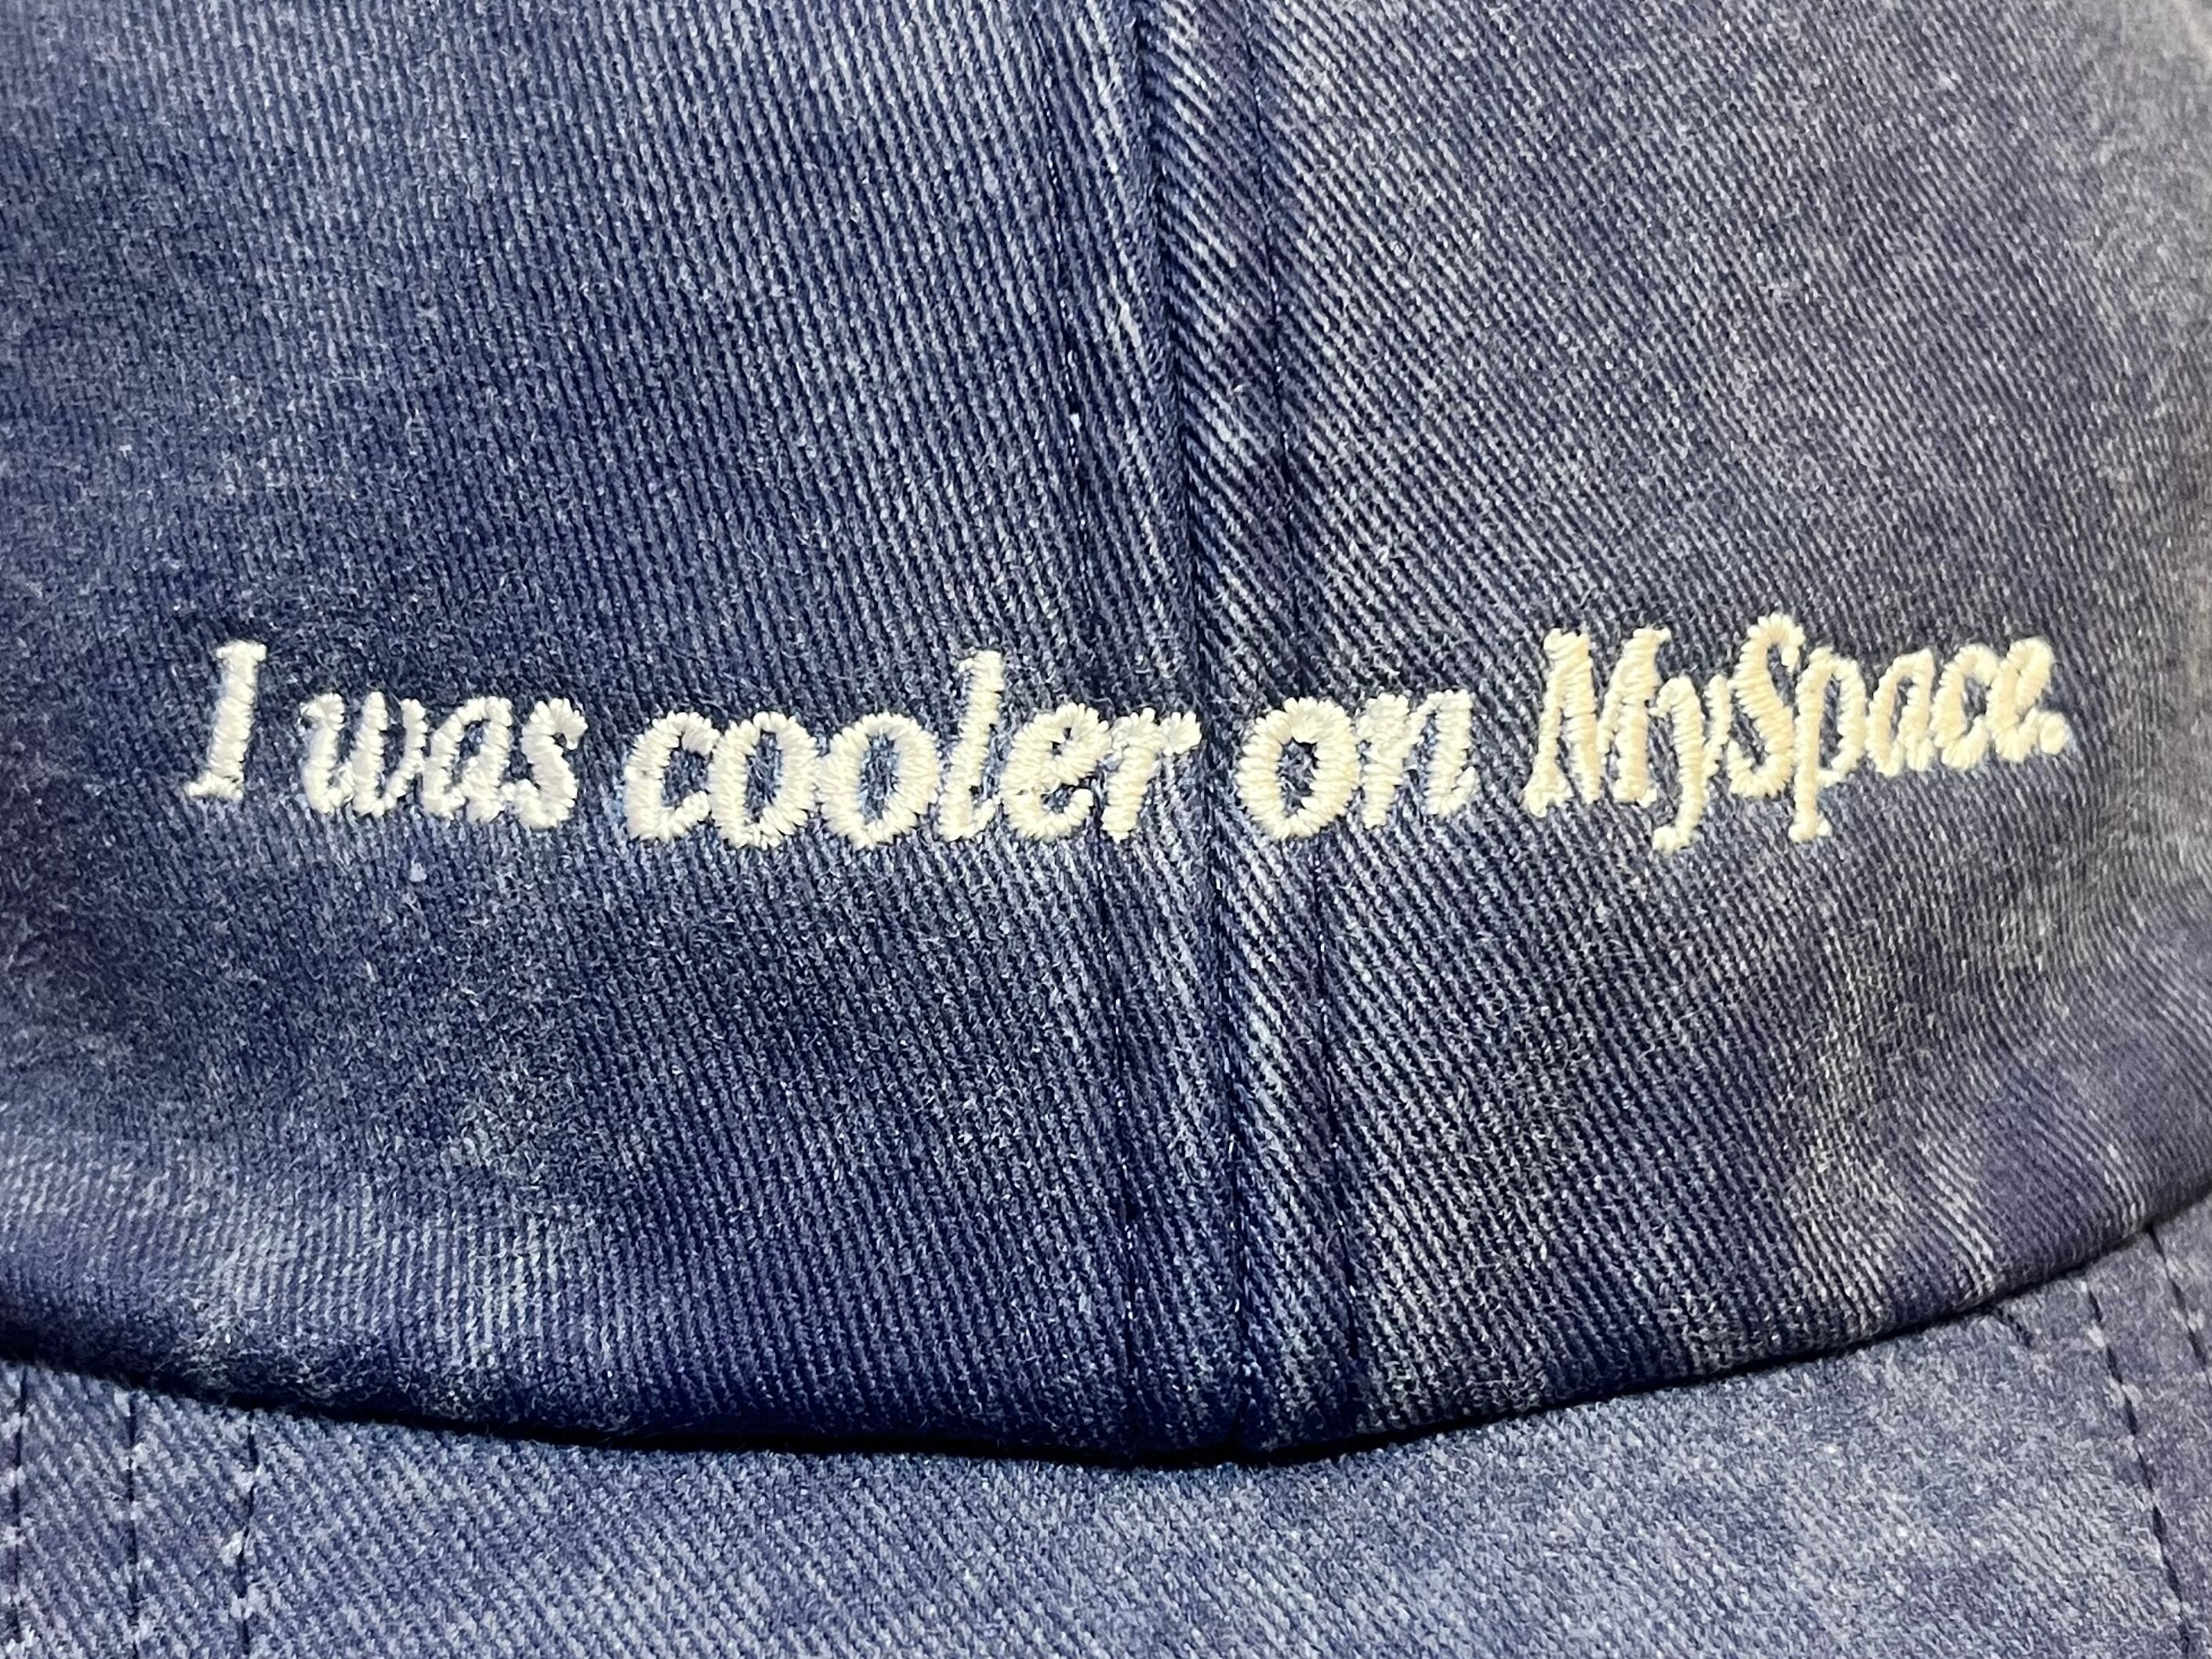 I was cooler on MySpace.